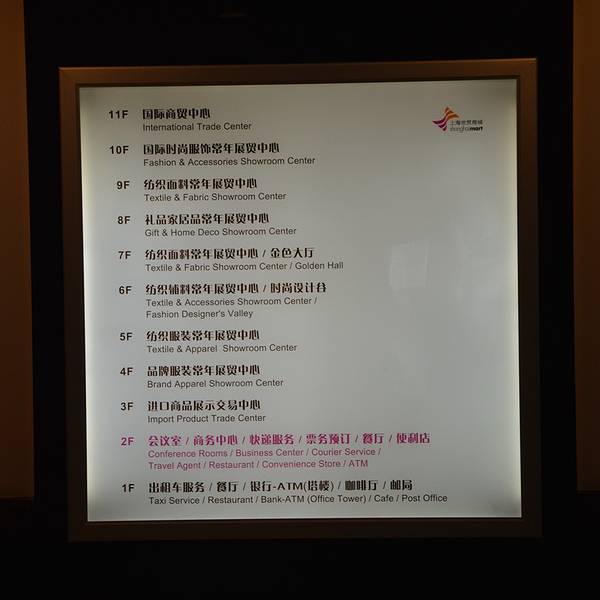 上海世贸商城
shanghaimart
11F 国际商贸中心
International Trade Center
10F 国际时尚服饰常年展贸中心
Fashion & Accessories Showroom Center
9F 纺织面料常年展贸中心
Textile & Fabric Showroom Center
8F 礼品家居品常年展贸中心
Gift & Home Deco Showroom Center
7F 纺织面料常年展贸中心 / 金色大厅
Textile & Fabric Showroom Center / Golden Hall
6F 纺织辅料常年展贸中心 / 时尚设计谷
Textile & Accessories Showroom Center /
Fashion Designer's Valley
5F 纺织服装常年展贸中心
Textile & Apparel Showroom Center
4F 品牌服装常年展贸中心
Brand Apparel Showroom Center
3F 进口商品展示交易中心
Import Product Trade Center
2F 会议室 / 商务中心 / 快递服务 / 票务预订 / 餐厅 / 便利店
Conference Rooms / Business Center / Courier Service /
Travel Agent / Restaurant / Convenience Store / ATM
1F 出租车服务 / 餐厅 / 银行-ATM(塔楼) / 咖啡厅 / 邮局
Taxi Service / Restaurant / Bank-ATM (Office Tower) / Cafe / Post Office